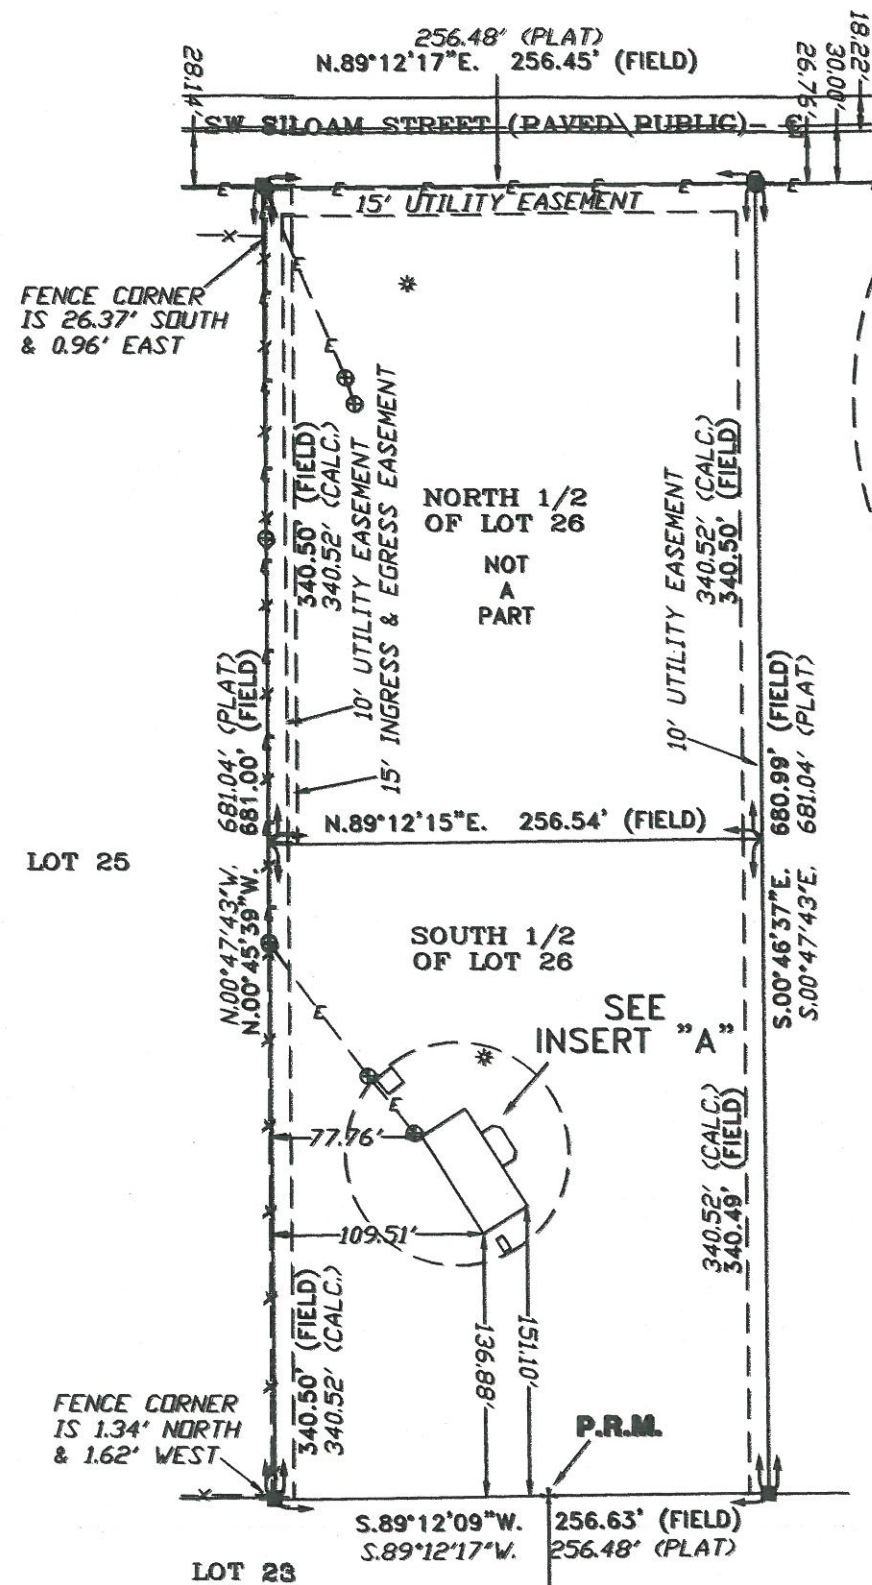 256.48' (PLAT)
N.89°12'17"E. 256.45' (FIELD)
28.14'
26.76'
30.00'
18.22'
SW SILOAM STREET (PAVED\PUBLIC)- ℄
15' UTILITY EASEMENT
FENCE CORNER
IS 26.37' SOUTH
& 0.96' EAST
340.50' (FIELD)
340.52' (CALC.)
10' UTILITY EASEMENT
15' INGRESS & EGRESS EASEMENT
NORTH 1/2
OF LOT 26
NOT
A
PART
10' UTILITY EASEMENT
340.52' (CALC.)
340.50' (FIELD)
N.00°47'43"W. 681.04' (PLAT)
N.00°45'39"W. 681.00' (FIELD)
S.00°46'37"E. 680.99' (FIELD)
S.00°47'43"E. 681.04' (PLAT)
N.89°12'15"E. 256.54' (FIELD)
LOT 25
SOUTH 1/2
OF LOT 26
SEE
INSERT "A"
77.76'
109.51'
340.52' (CALC.)
340.49' (FIELD)
340.50' (FIELD)
340.52' (CALC.)
136.88'
151.10'
FENCE CORNER
IS 1.34' NORTH
& 1.62' WEST
P.R.M.
S.89°12'09"W. 256.63' (FIELD)
S.89°12'17"W. 256.48' (PLAT)
LOT 23